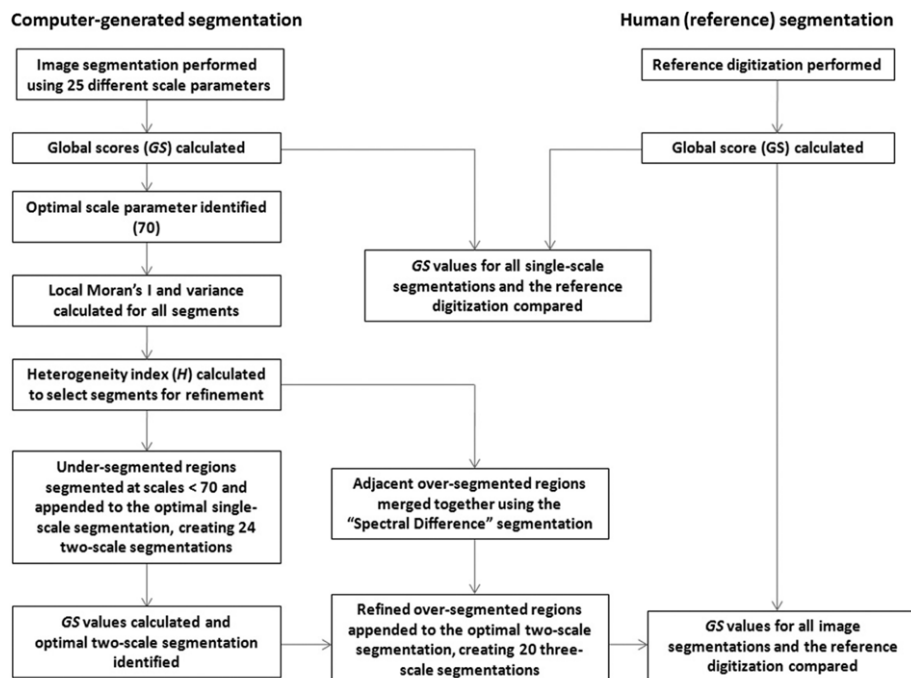 Computer-generated segmentation
Human (reference) segmentation
Image segmentation performed
using 25 different scale parameters
Reference digitization performed
Global scores (GS) calculated
Global score (GS) calculated
Optimal scale parameter identified
(70)
GS values for all single-scale
segmentations and the reference
digitization compared
Local Moran's I and variance
calculated for all segments
Heterogeneity index (H) calculated
to select segments for refinement
Under-segmented regions
segmented at scales < 70 and
appended to the optimal single-
scale segmentation, creating 24
two-scale segmentations
Adjacent over-segmented regions
merged together using the
“Spectral Difference” segmentation
GS values calculated and
optimal two-scale segmentation
identified
Refined over-segmented regions
appended to the optimal two-scale
segmentation, creating 20 three-
scale segmentations
GS values for all image
segmentations and the reference
digitization compared